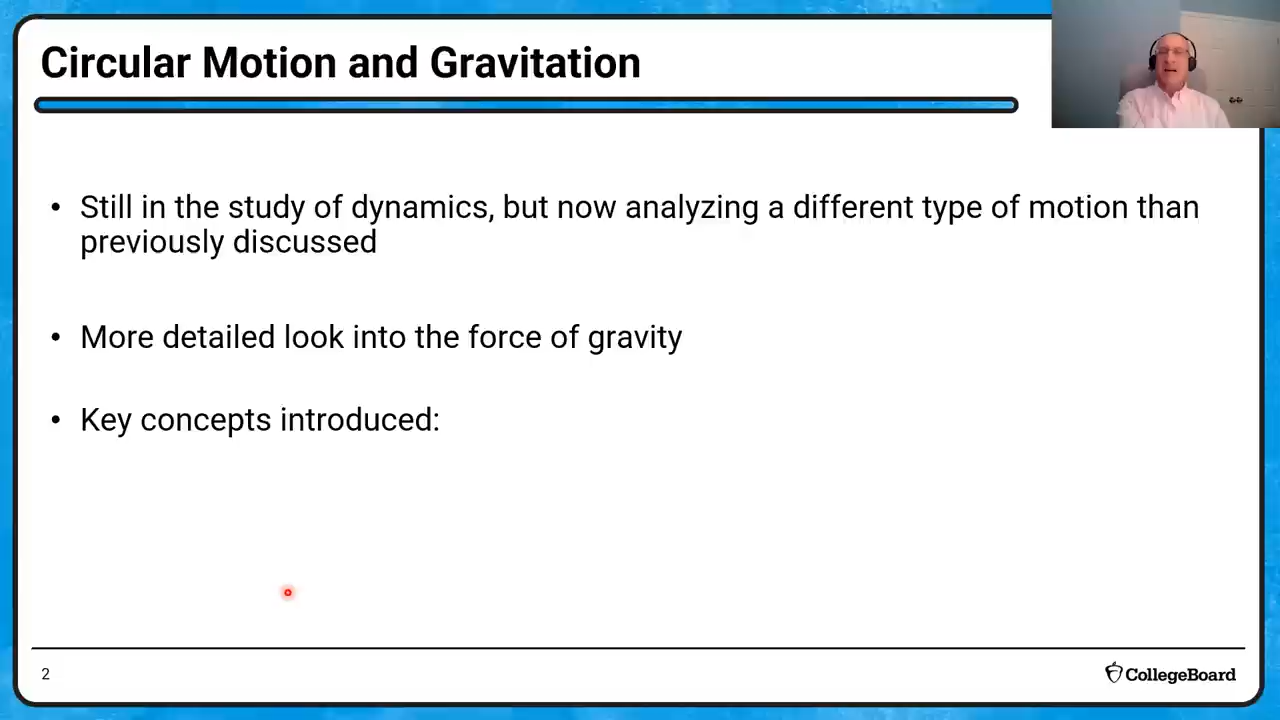 Circular Motion and Gravitation
• Still in the study of dynamics, but now analyzing a different type of motion than
previously discussed
• More detailed look into the force of gravity
• Key concepts introduced:
2
CollegeBoard